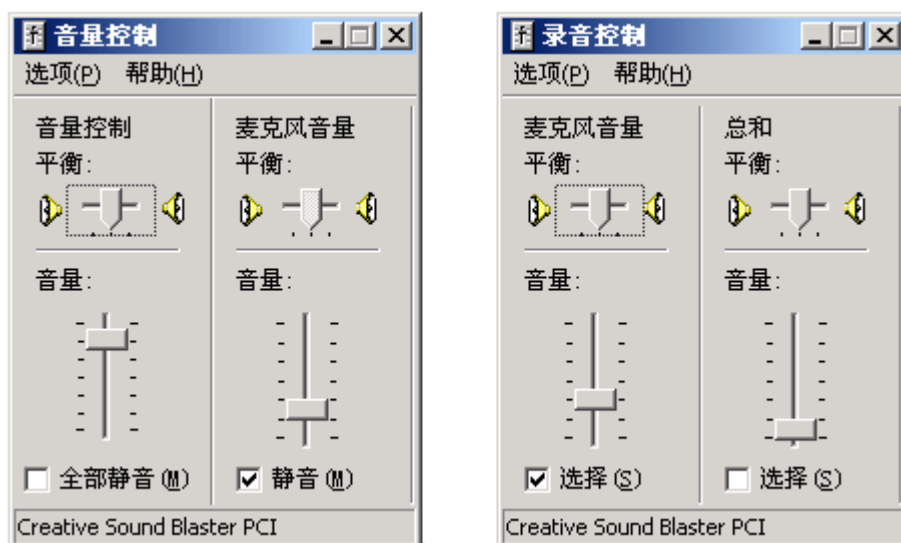 音量控制
选项(P) 帮助(H)
音量控制
平衡:
音量:
全部静音(M)
麦克风音量
平衡:
音量:
静音(M)
Creative Sound Blaster PCI
录音控制
选项(P) 帮助(H)
麦克风音量
平衡:
音量:
选择(S)
总和
平衡:
音量:
选择(S)
Creative Sound Blaster PCI